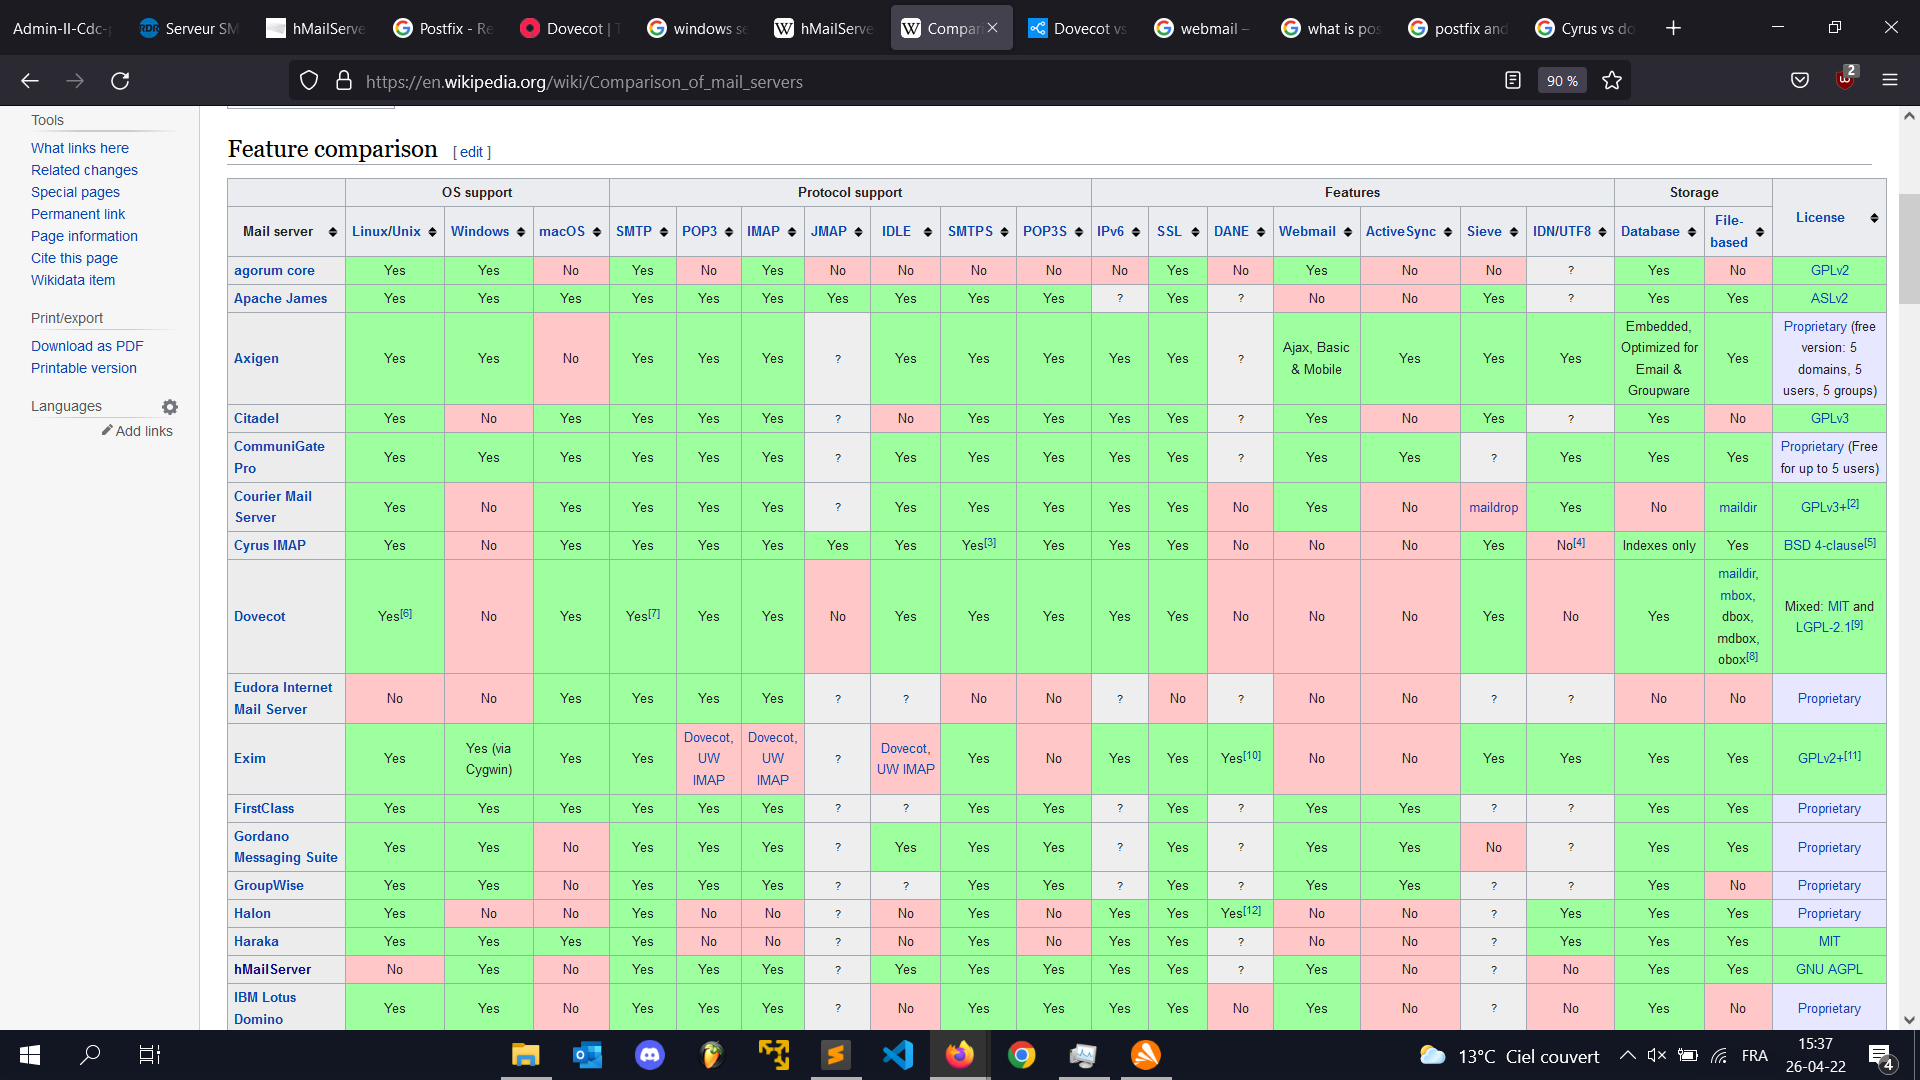 Admin-II-Cdc-
Serveur SM
hMailServe
Postfix - Re
Dovecot | T
windows se
hMailServe
Compari
Dovecot vs
webmail –
what is pos
postfix and
Cyrus vs do
https://en.wikipedia.org/wiki/Comparison_of_mail_servers
90 %
2
Tools
What links here
Related changes
Special pages
Permanent link
Page information
Cite this page
Wikidata item
Print/export
Download as PDF
Printable version
Languages
Add links
Feature comparison [ edit ]
OS support Protocol support Features Storage License
Mail server Linux/Unix Windows macOS SMTP POP3 IMAP JMAP IDLE SMTPS POP3S IPv6 SSL DANE Webmail ActiveSync Sieve IDN/UTF8 Database File-based
agorum core Yes Yes No Yes No Yes No No No No No Yes No Yes No No ? Yes No GPLv2
Apache James Yes Yes Yes Yes Yes Yes Yes Yes Yes Yes ? Yes ? No No Yes ? Yes Yes ASLv2
Axigen Yes Yes No Yes Yes Yes ? Yes Yes Yes Yes Yes ? Ajax, Basic & Mobile Yes Yes Yes Embedded, Optimized for Email & Groupware Yes Proprietary (free version: 5 domains, 5 users, 5 groups)
Citadel Yes No Yes Yes Yes Yes ? No Yes Yes Yes Yes ? Yes No Yes ? Yes No GPLv3
CommuniGate Pro Yes Yes Yes Yes Yes Yes ? Yes Yes Yes Yes Yes ? Yes Yes ? Yes Yes Yes Proprietary (Free for up to 5 users)
Courier Mail Server Yes No Yes Yes Yes Yes ? Yes Yes Yes Yes Yes No Yes No maildrop Yes No maildir GPLv3+[2]
Cyrus IMAP Yes No Yes Yes Yes Yes Yes Yes Yes[3] Yes Yes Yes No No No Yes No[4] Indexes only Yes BSD 4-clause[5]
Dovecot Yes[6] No Yes Yes[7] Yes Yes No Yes Yes Yes Yes Yes No No No Yes No Yes maildir, mbox, dbox, mdbox, obox[8] Mixed: MIT and LGPL-2.1[9]
Eudora Internet Mail Server No No Yes Yes Yes Yes ? ? No No ? No ? No No ? ? No No Proprietary
Exim Yes Yes (via Cygwin) Yes Yes Dovecot, UW IMAP Dovecot, UW IMAP ? Dovecot, UW IMAP Yes No Yes Yes Yes[10] No No Yes Yes Yes Yes GPLv2+[11]
FirstClass Yes Yes Yes Yes Yes Yes ? ? Yes Yes ? Yes ? Yes Yes ? ? Yes Yes Proprietary
Gordano Messaging Suite Yes Yes No Yes Yes Yes ? Yes Yes Yes ? Yes ? Yes Yes No ? Yes Yes Proprietary
GroupWise Yes Yes No Yes Yes Yes ? ? Yes Yes ? Yes ? Yes Yes ? ? Yes No Proprietary
Halon Yes No No Yes No No ? No Yes No Yes Yes Yes[12] No No ? Yes Yes Yes Proprietary
Haraka Yes Yes Yes Yes No No ? No Yes No Yes Yes ? No No ? Yes Yes Yes MIT
hMailServer No Yes No Yes Yes Yes ? Yes Yes Yes Yes Yes ? Yes No ? No Yes Yes GNU AGPL
IBM Lotus Domino Yes Yes No Yes Yes Yes ? No Yes Yes Yes Yes No Yes No ? Yes Yes No Proprietary
13°C Ciel couvert
FRA
15:37
26-04-22
4